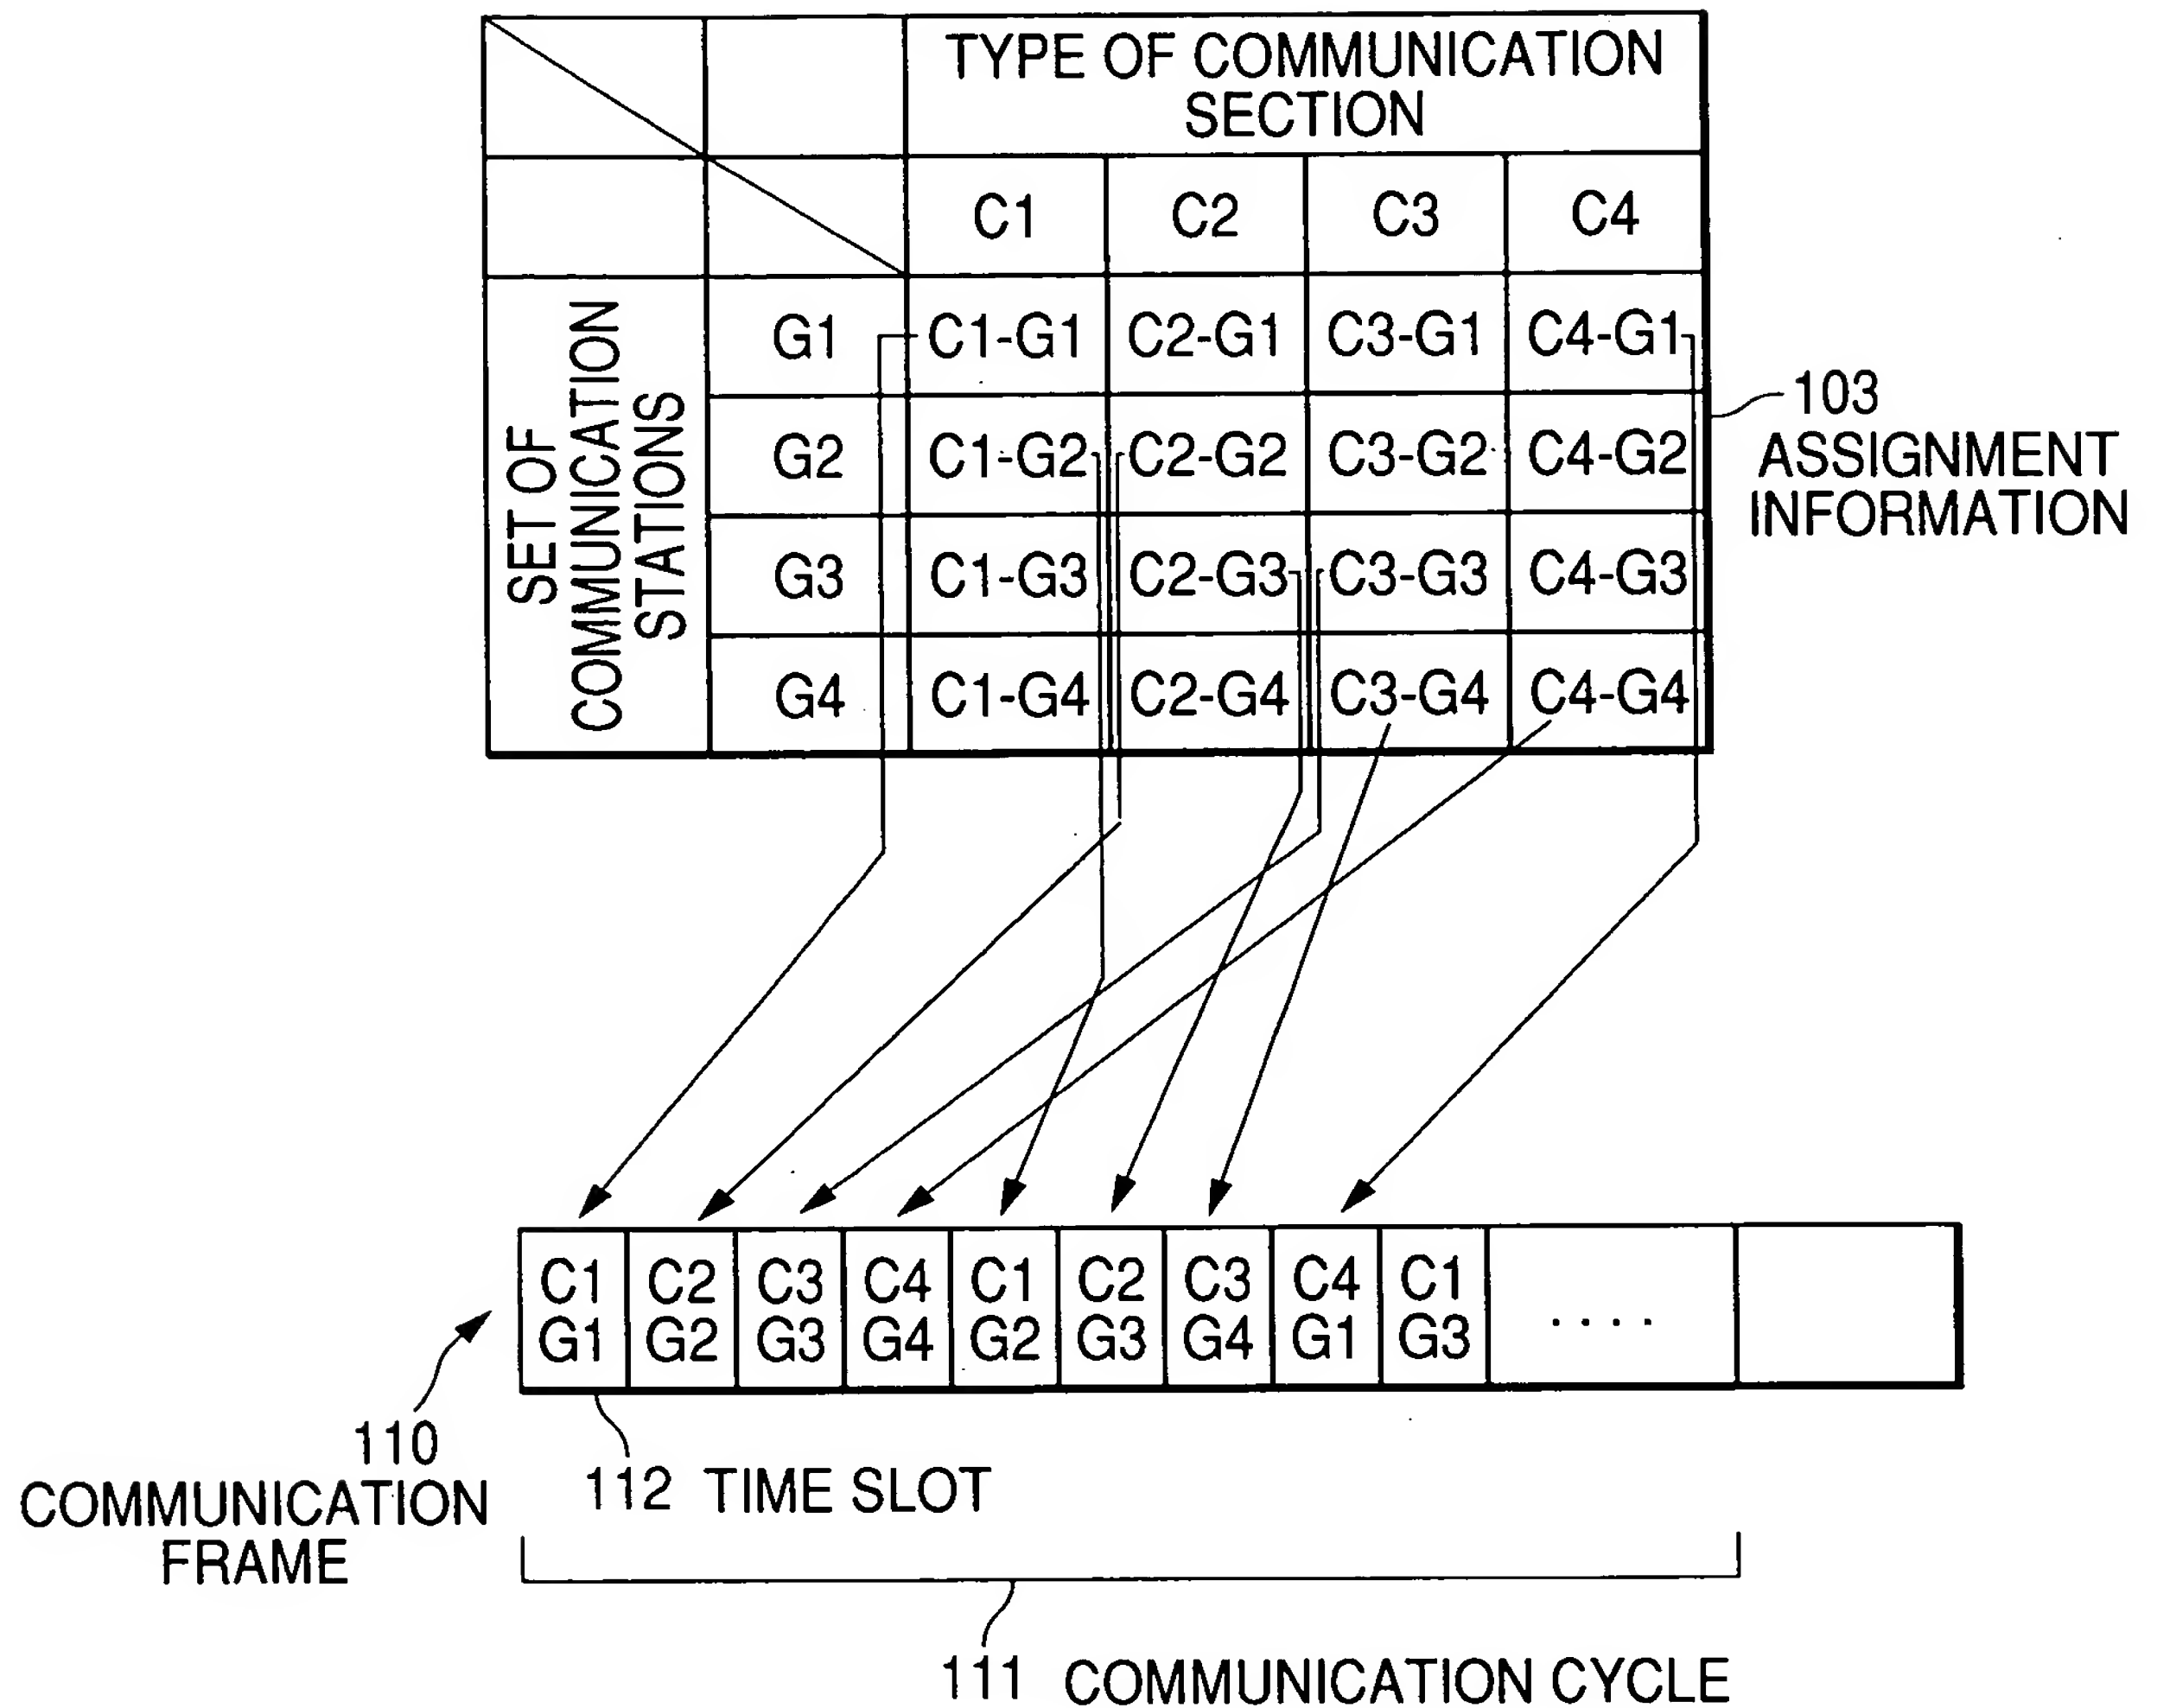 TYPE OF COMMUNICATION
SECTION
C1 C2 C3 C4
SET OF
COMMUNICATION
STATIONS
G1 C1-G1 C2-G1 C3-G1 C4-G1
G2 C1-G2 C2-G2 C3-G2 C4-G2
G3 C1-G3 C2-G3 C3-G3 C4-G3
G4 C1-G4 C2-G4 C3-G4 C4-G4
103
ASSIGNMENT
INFORMATION
C1 C2 C3 C4 C1 C2 C3 C4 C1
G1 G2 G3 G4 G2 G3 G4 G1 G3
....
110
COMMUNICATION
FRAME
112 TIME SLOT
111 COMMUNICATION CYCLE